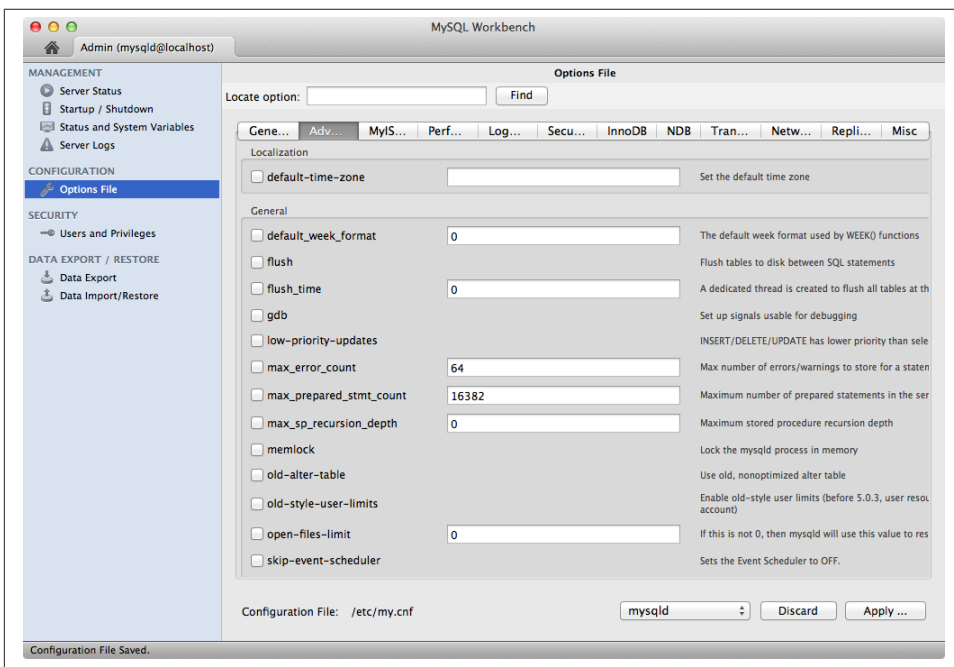 MySQL Workbench
Admin (mysqld@localhost)
MANAGEMENT
Server Status
Startup / Shutdown
Status and System Variables
Server Logs
CONFIGURATION
Options File
SECURITY
Users and Privileges
DATA EXPORT / RESTORE
Data Export
Data Import/Restore
Options File
Locate option: Find
Gene... Adv... MyIS... Perf... Log... Secu... InnoDB NDB Tran... Netw... Repli... Misc
Localization
default-time-zone Set the default time zone
General
default_week_format 0 The default week format used by WEEK() functions
flush Flush tables to disk between SQL statements
flush_time 0 A dedicated thread is created to flush all tables at th
gdb Set up signals usable for debugging
low-priority-updates INSERT/DELETE/UPDATE has lower priority than sele
max_error_count 64 Max number of errors/warnings to store for a staten
max_prepared_stmt_count 16382 Maximum number of prepared statements in the ser
max_sp_recursion_depth 0 Maximum stored procedure recursion depth
memlock Lock the mysqld process in memory
old-alter-table Use old, nonoptimized alter table
old-style-user-limits Enable old-style user limits (before 5.0.3, user resou
account)
open-files-limit 0 If this is not 0, then mysqld will use this value to res
skip-event-scheduler Sets the Event Scheduler to OFF.
Configuration File: /etc/my.cnf mysqld Discard Apply ...
Configuration File Saved.